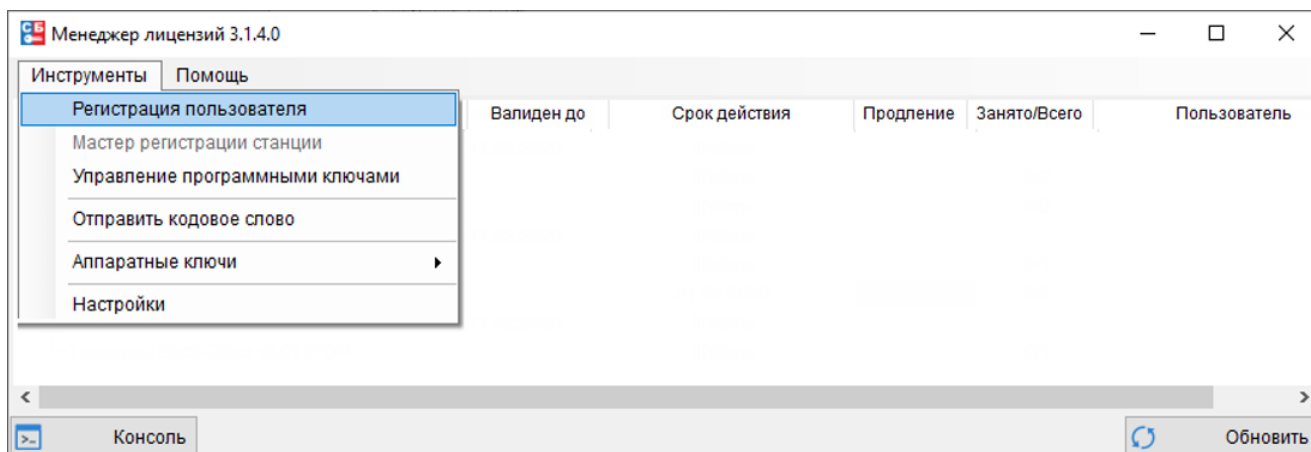 СБ Менеджер лицензий 3.1.4.0
Инструменты Помощь
Регистрация пользователя
Валиден до Срок действия Продление Занято/Всего Пользователь
Мастер регистрации станции
Управление программными ключами
Отправить кодовое слово
Аппаратные ключи
Настройки
Консоль Обновить